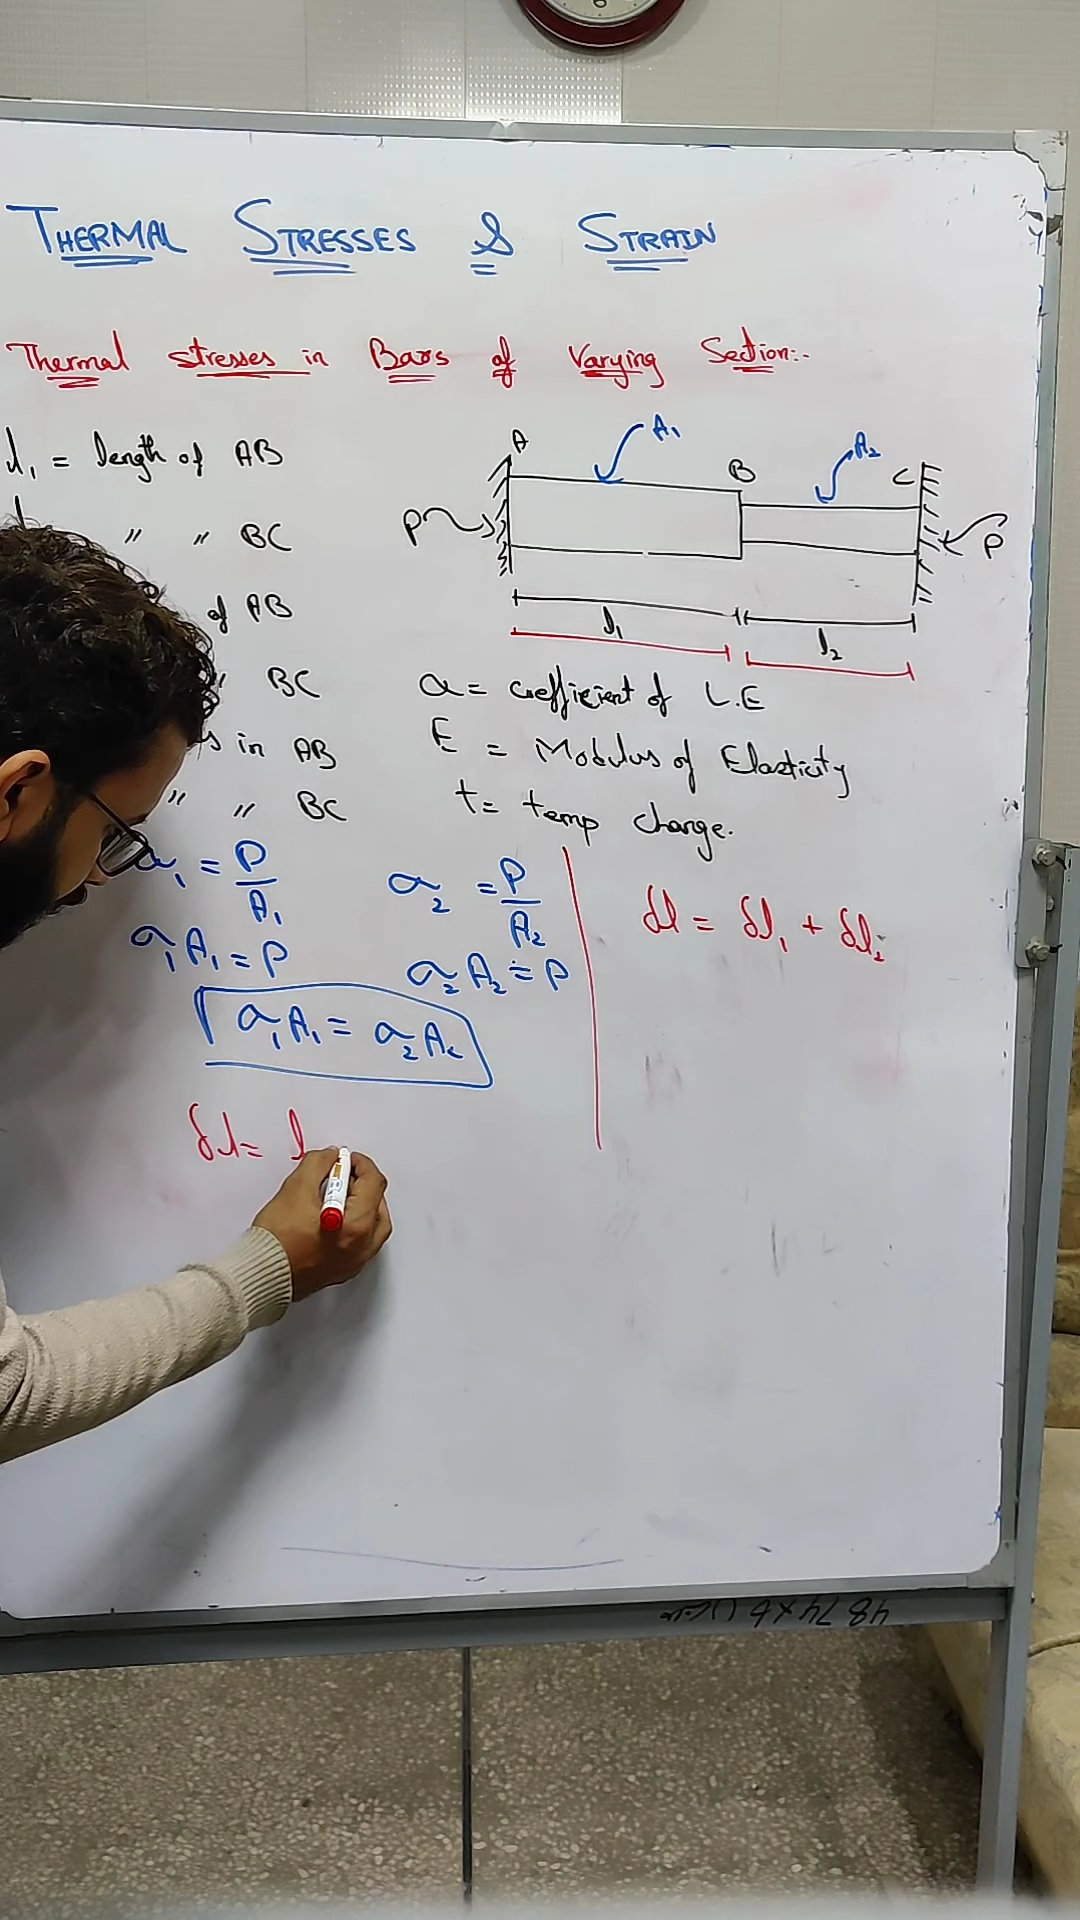 THERMAL STRESSES & STRAIN
Thermal stresses in Bars of Varying Section:-
l₁ = length of AB
" " BC
of AB
" BC
s in AB
" " BC
A
A₁
B
A₂
C
P
P
l₁
l₂
α = coefficient of L.E
E = Modulus of Elasticity
t = temp change.
σ₁ = P/A₁
σ₂ = P/A₂
σ₁A₁ = P
σ₂A₂ = P
σ₁A₁ = σ₂A₂
δl = δl₁ + δl₂
δl = l